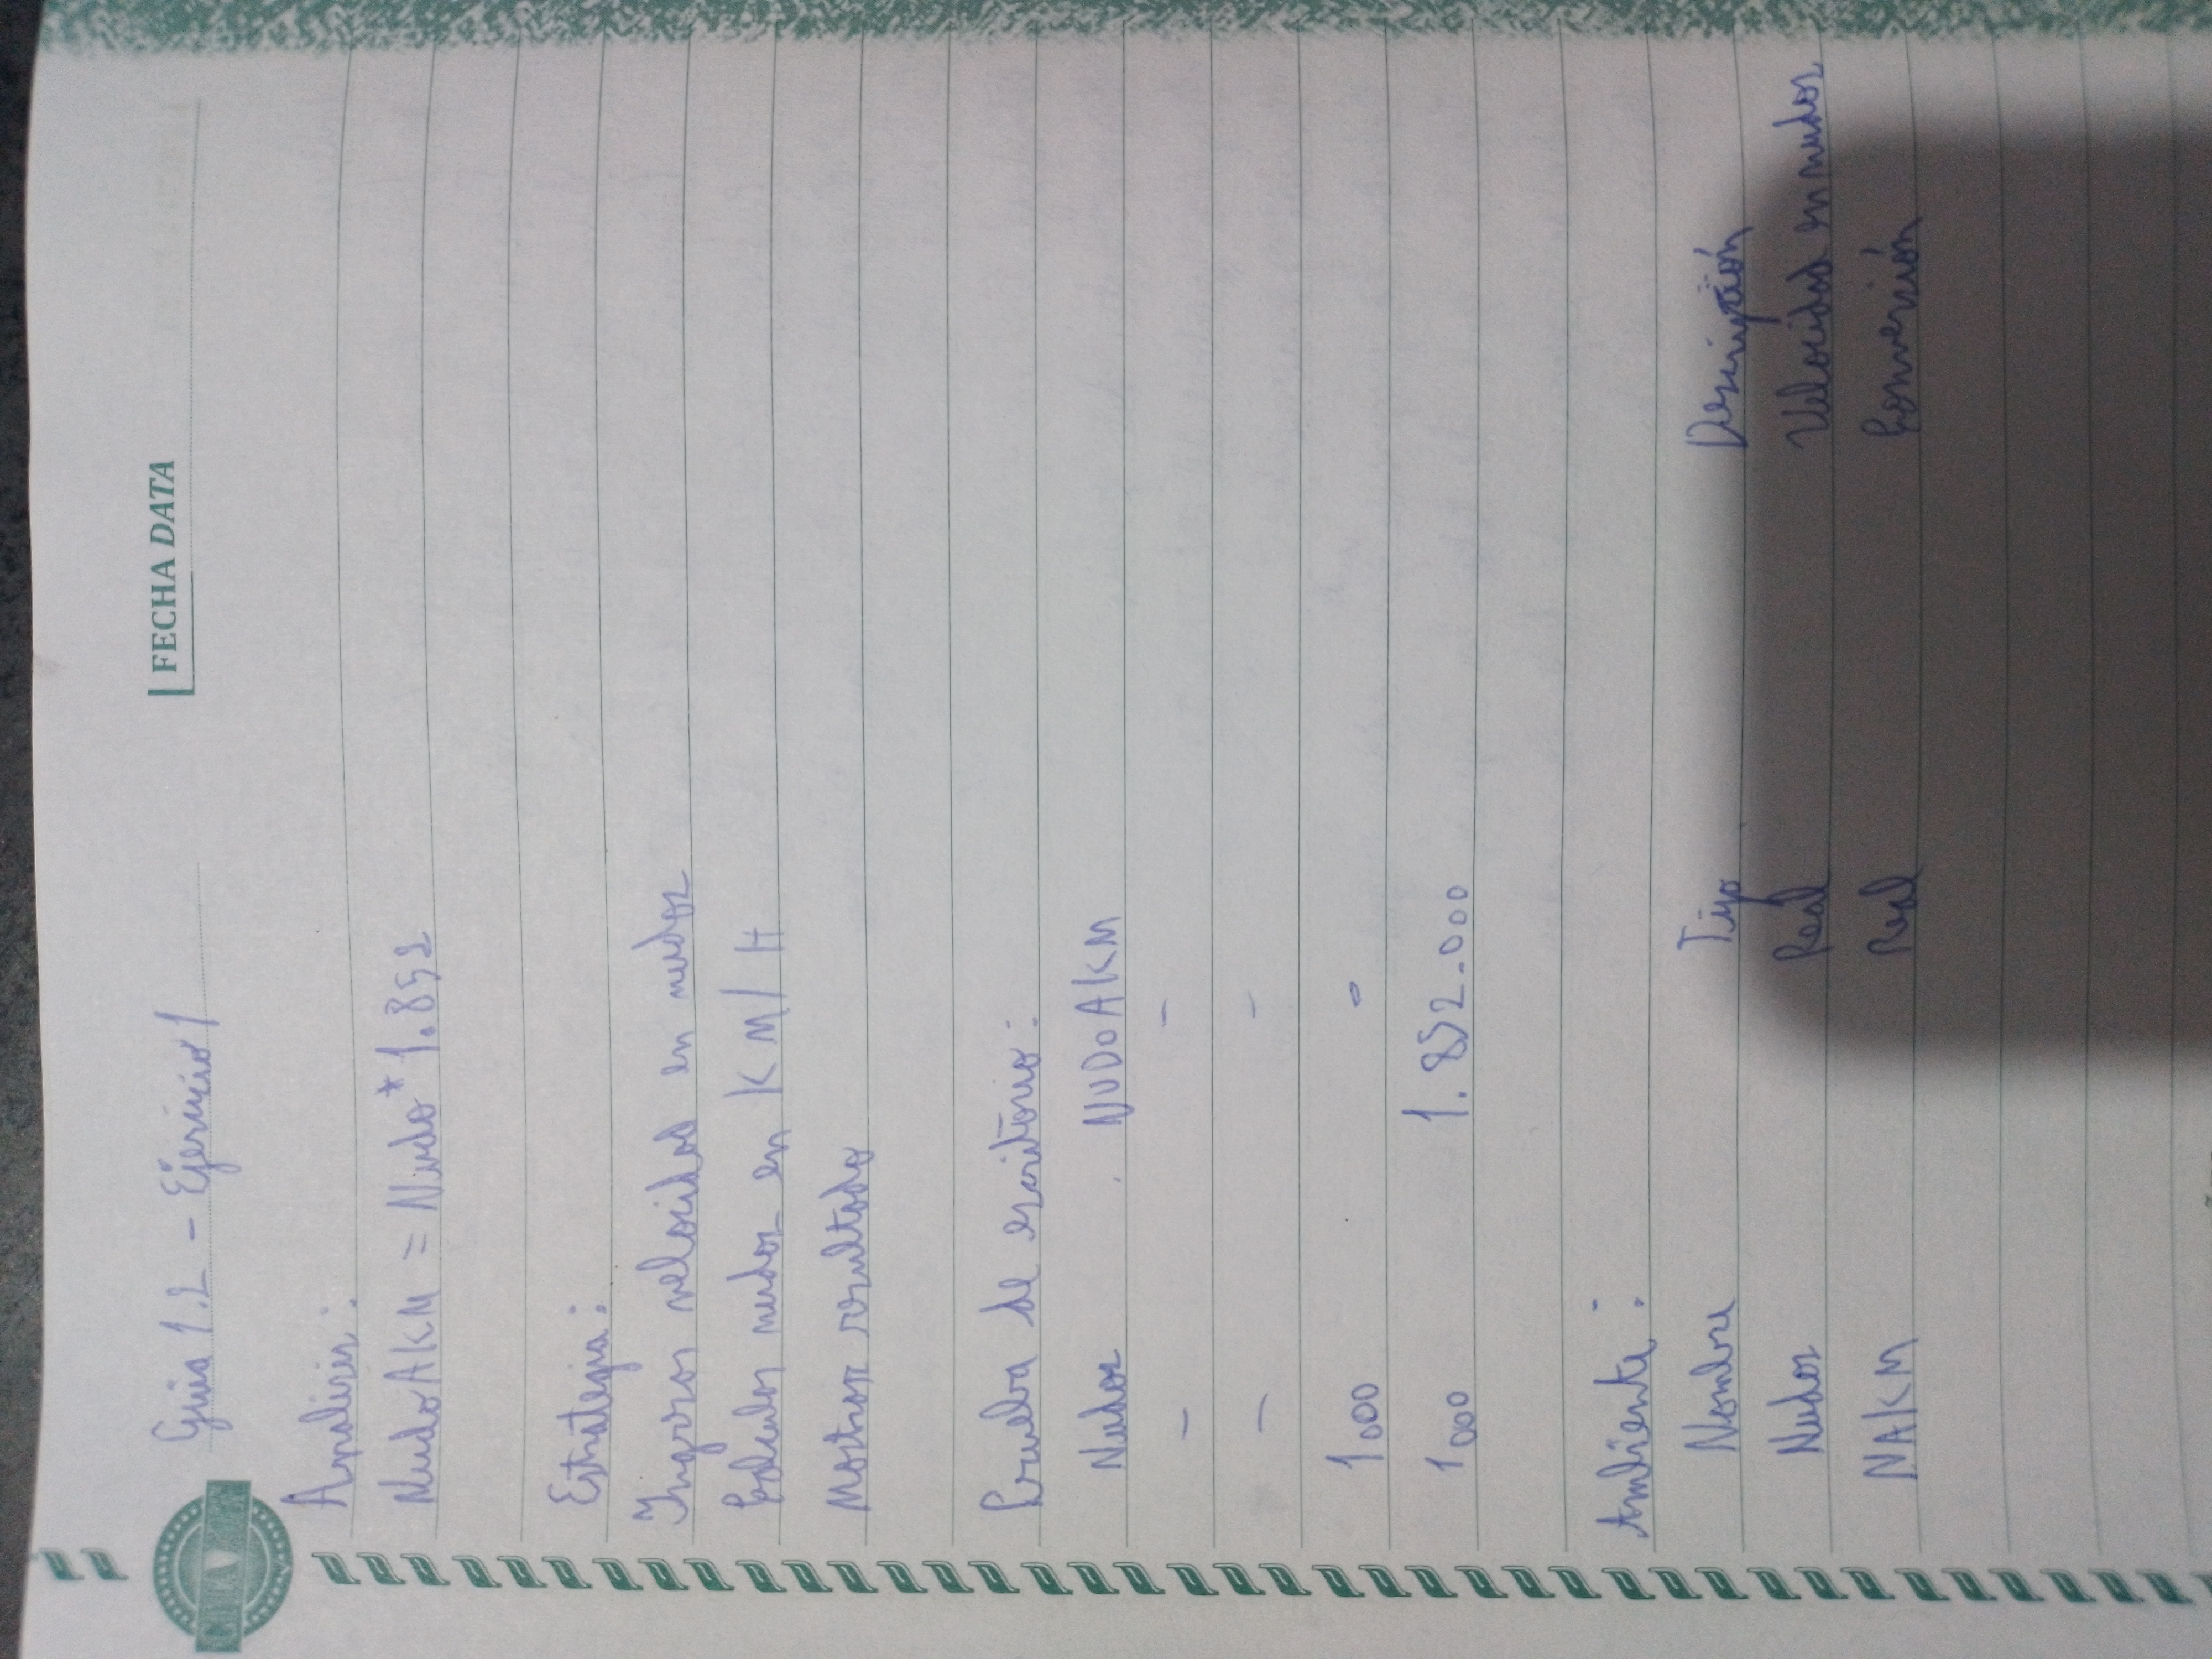 Guia 1.2 - Ejercicio 1
FECHA DATA
Analisis:
NudoAKM = Nudo * 1.852
Estrategia:
Ingresar velocidad en nudos
Calcular nudos en KM/H
Mostrar resultado
Prueba de escritorio:
Nudos NUDOAKM
- -
- -
1000 -
1000 1.852.000
Ambiente:
Nombre Tipo Descripción
Nudos Real Velocidad en nudos
NAKM Real Conversión